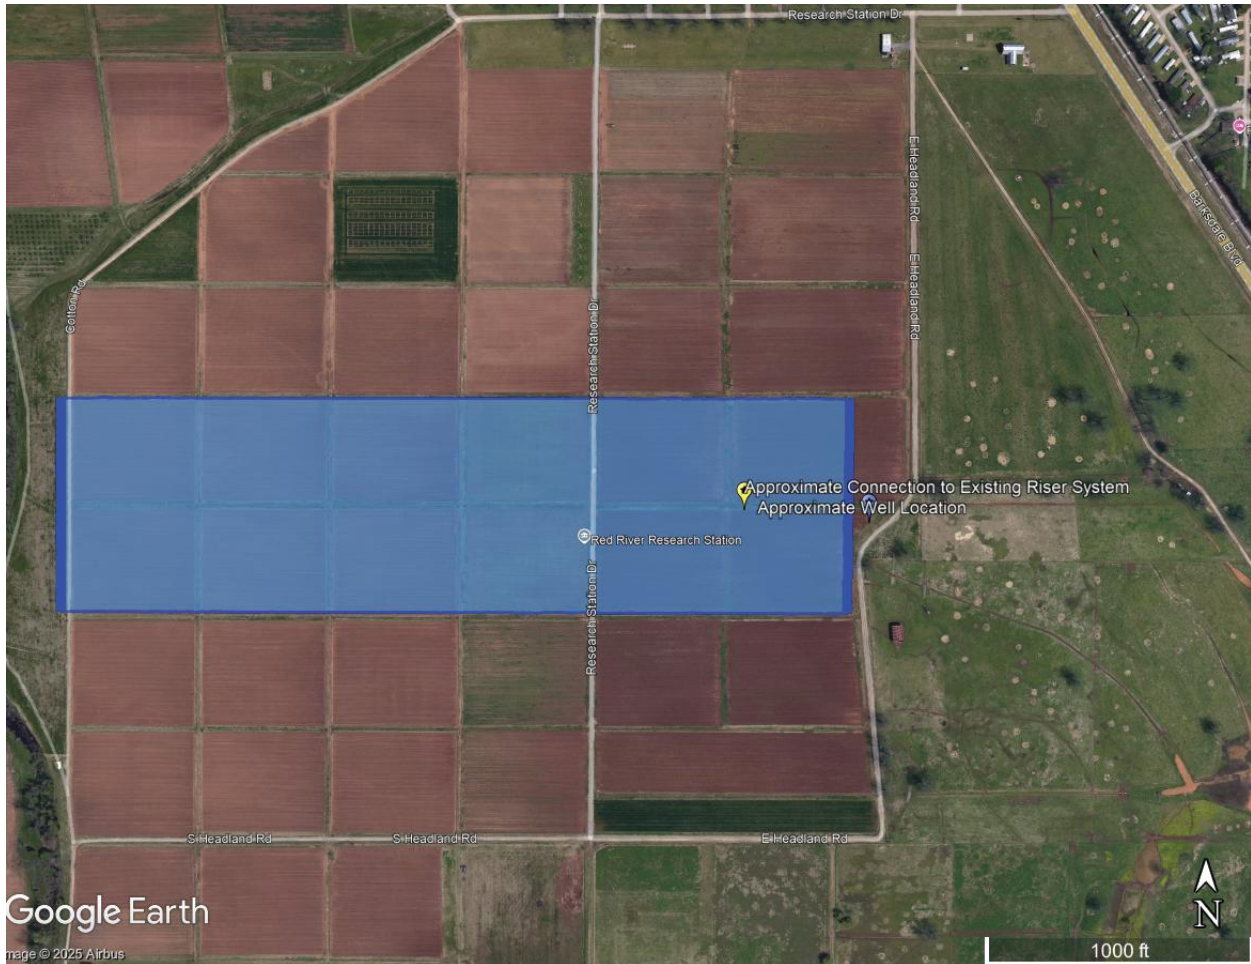 Research Station Dr
E Headland Rd
Barksdale Blvd
E Headland Rd
Cotton Rd
Research Station Dr
Approximate Connection to Existing Riser System
Approximate Well Location
Red River Research Station
Research Station Dr
S Headland Rd
S Headland Rd
E Headland Rd
Google Earth
mage © 2025 Airbus
N
1000 ft